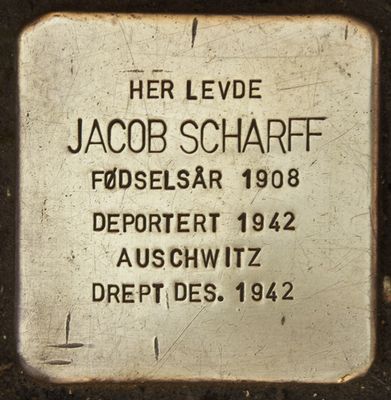 HER LEVDE
JACOB SCHARFF
FØDSELSÅR 1908
DEPORTERT 1942
AUSCHWITZ
DREPT DES. 1942